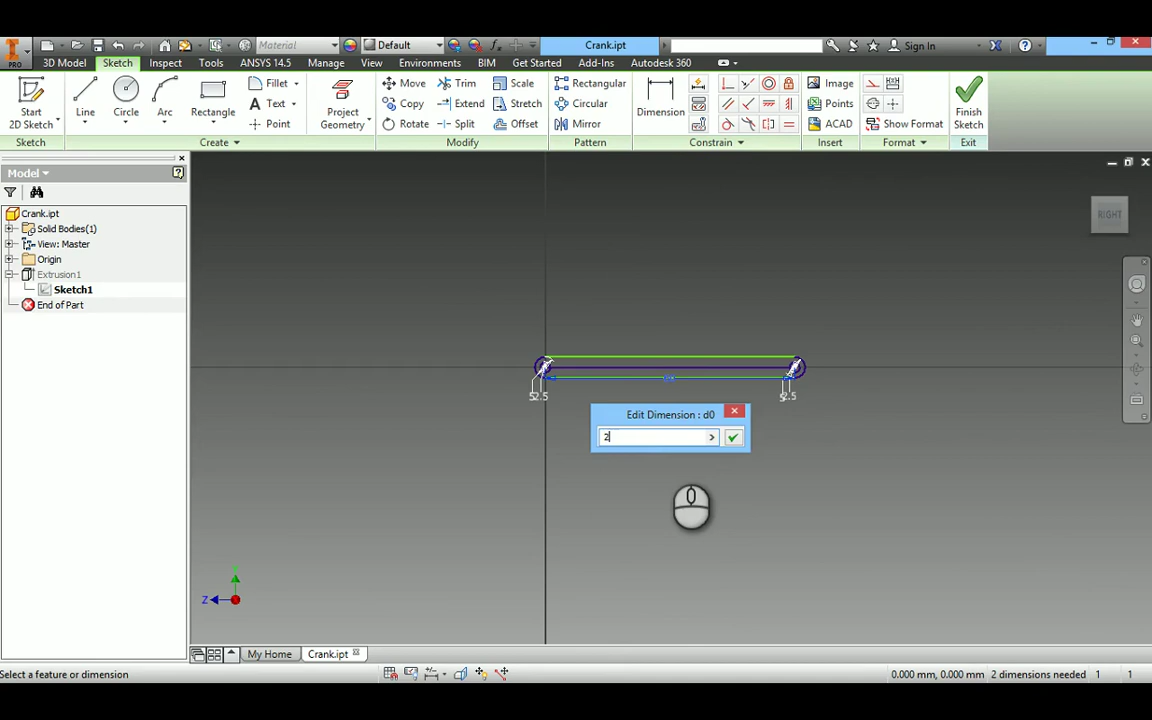 Material Default Crank.ipt Sign In
PRO 3D Model Sketch Inspect Tools ANSYS 14.5 Manage View Environments BIM Get Started Add-Ins Autodesk 360
Start 2D Sketch Line Circle Arc Rectangle Fillet Text Point Project Geometry
Move Trim Scale
Copy Extend Stretch
Rotate Split Offset
Rectangular
Circular
Mirror
Dimension
Image
Points
ACAD
Show Format
Finish Sketch
Sketch Create Modify Pattern Constrain Insert Format Exit
Model
Crank.ipt
Solid Bodies(1)
View: Master
Origin
Extrusion1
Sketch1
End of Part
RIGHT
Edit Dimension : d0
2
Z
My Home Crank.ipt
Select a feature or dimension 0.000 mm, 0.000 mm 2 dimensions needed 1 1